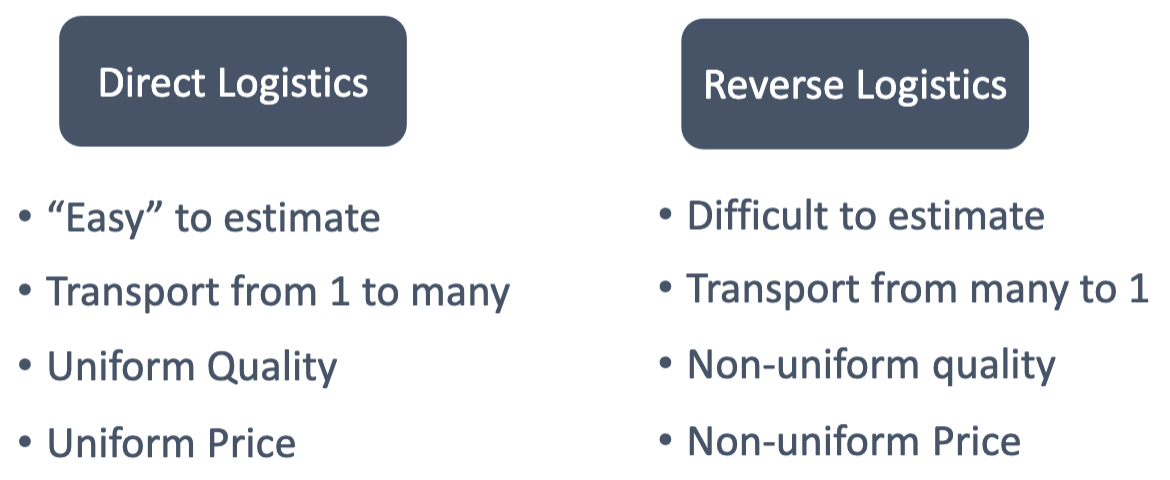 Direct Logistics
• “Easy” to estimate
• Transport from 1 to many
• Uniform Quality
• Uniform Price
Reverse Logistics
• Difficult to estimate
• Transport from many to 1
• Non-uniform quality
• Non-uniform Price